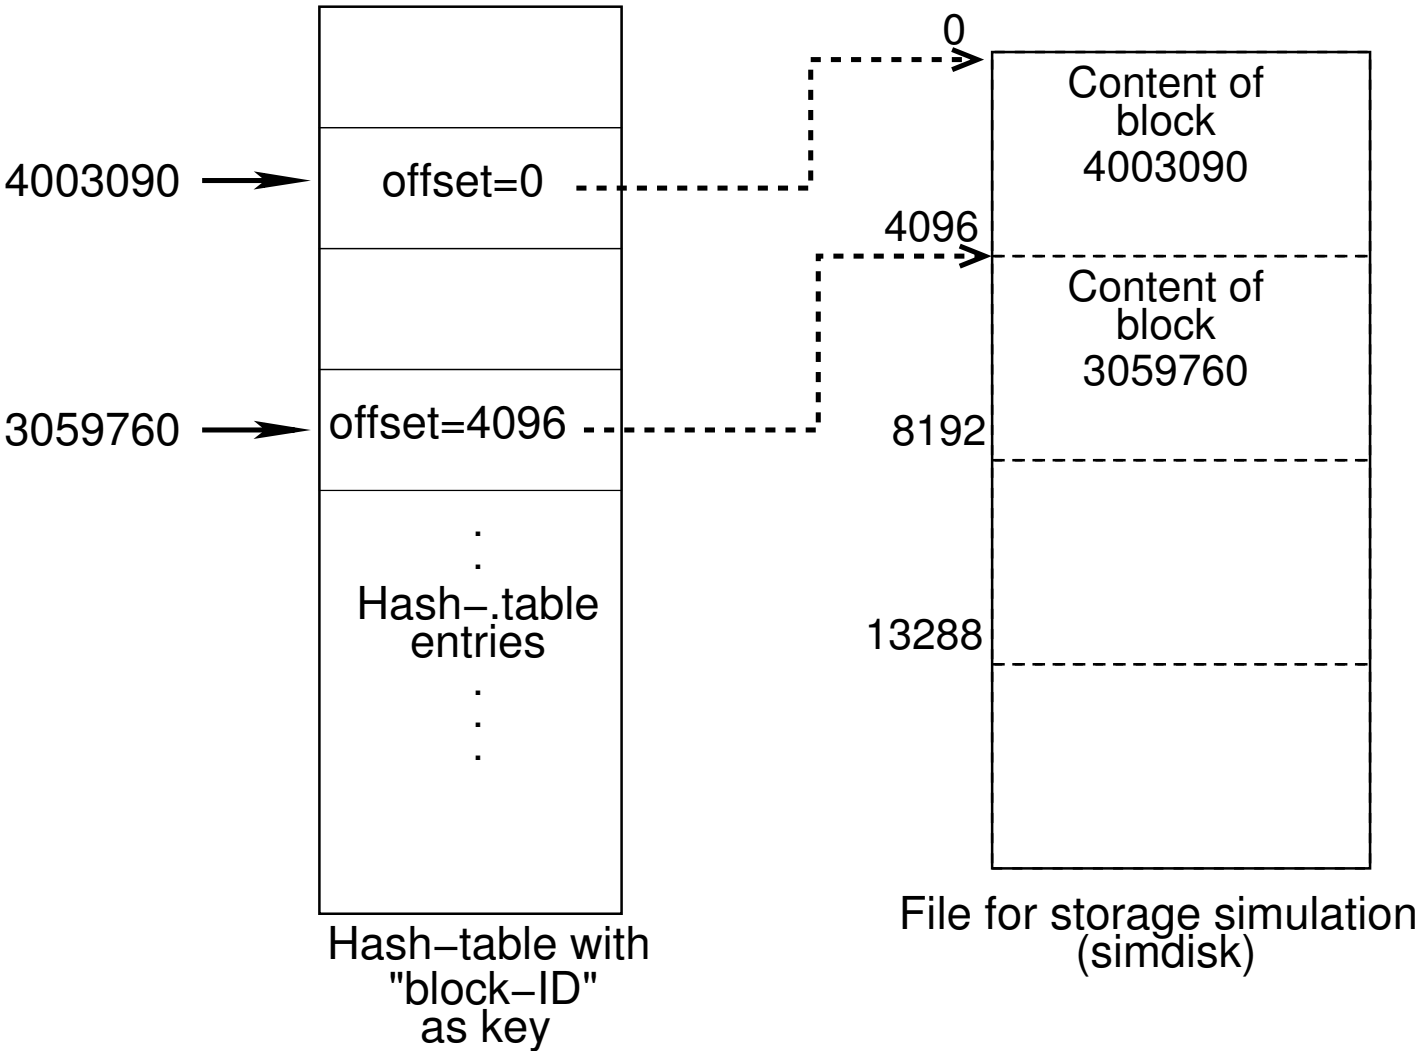 0
Content of
block
4003090
4003090
offset=0
4096
Content of
block
3059760
3059760
offset=4096
8192
.
.
Hash−.table
entries
.
.
.
13288
File for storage simulation
(simdisk)
Hash−table with
"block−ID"
as key